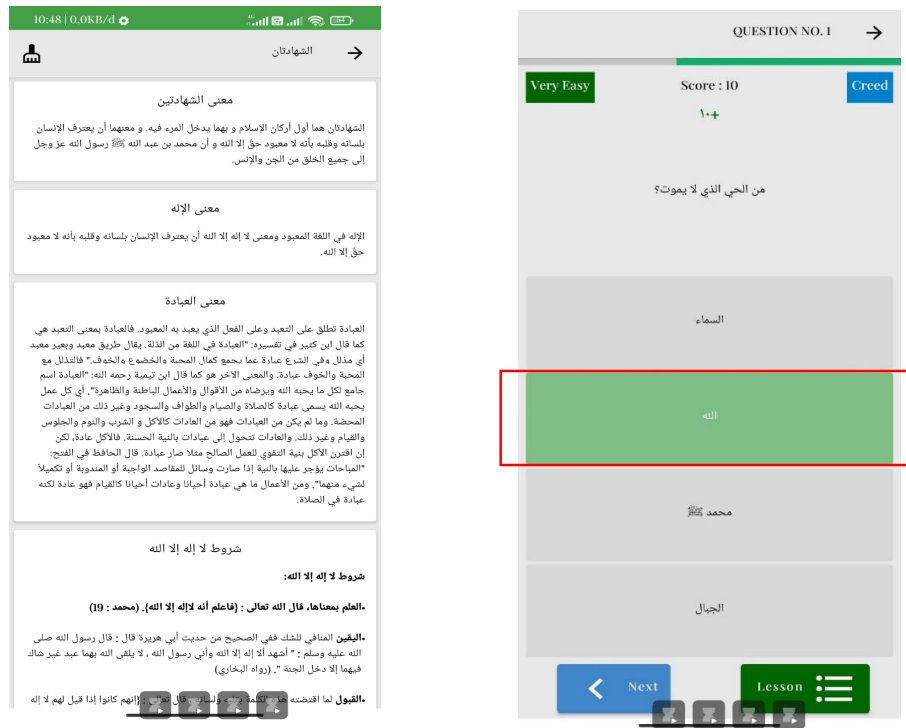 10:48 | 0,0KB/d
الشهادتان
معنى الشهادتين
الشهادتان هما أول أركان الإسلام و بهما يدخل المرء فيه. و معنهما أن يعترف الإنسان
بلسانه وقلبه بأنه لا معبود حقٌ إلا الله و أن محمد بن عبد الله ﷺ رسول الله عز وجل
إلى جميع الخلق من الجن والإنس.
معنى الإله
الإله في اللغة المعبود ومعنى لا إله إلا الله أن يعترف الإنسان بلسانه وقلبه بأنه لا معبود
حقٌ إلا الله.
معنى العبادة
العبادة تطلق على التعبد وعلى الفعل الذي يعبد به المعبود. فالعبادة بمعنى التعبد هي
كما قال ابن كثير في تفسيره: "العبادة في اللغة من الذلة. يقال طريق معبد وبعير معبد
أي مذلل وفي الشرع عبارة عما يجمع كمال المحبة والخضوع والخوف." فالتذلل مع
المحبة والخوف عبادة. والمعنى الآخر هو كما قال ابن تيمية رحمه الله: "العبادة اسم
جامع لكل ما يحبه الله ويرضاه من الأقوال والأعمال الباطنة والظاهرة". أي كل عمل
يحبه الله يسمى عبادة كالصلاة والصيام والطواف والسجود وغير ذلك من العبادات
المحضة. وما لم يكن من العبادات فهو من العادات كالأكل و الشرب والنوم والجلوس
والقيام وغير ذلك. والعادات تتحول إلى عبادات بالنية الحسنة. فالأكل عادة، لكن
إن اقترن الأكل بنية التقوي للعمل الصالح مثلا صار عبادة. قال الحافظ في الفتح:
"المباحات يؤجر عليها بالنية إذا صارت وسائل للمقاصد الواجبة أو المندوبة أو تكميلاً
لشيء منهما". ومن الأعمال ما هي عبادة أحيانا وعادات أحيانا كالقيام فهو عادة لكنه
عبادة في الصلاة.
شروط لا إله إلا الله
شروط لا إله إلا الله:
•العلم بمعناها، قال الله تعالى : {فاعلم أنه لاإله إلا الله}. (محمد : 19)
•اليقين المنافي للشك ففي الصحيح من حديث أبي هريرة قال : قال رسول الله صلى
الله عليه وسلم : " أشهد ألا إله إلا الله وأني رسول الله ، لا يلقى الله بهما عبد غير شاك
فيهما إلا دخل الجنة ". (رواه البخاري)
•القبول لما اقتضته هذه الكلمة قال تعالى : {إنهم كانوا إذا قيل لهم لا إله
QUESTION NO. 1
Very Easy
Score : 10
Creed
+١٠
من الحي الذي لا يموت؟
السماء
الله
محمد ﷺ
الجبال
Next
Lesson